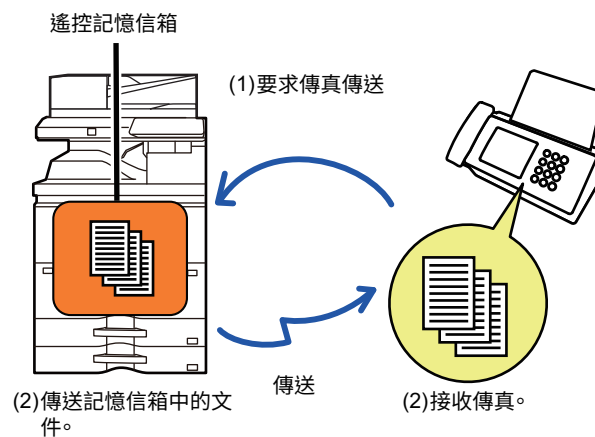 遙控記憶信箱
(1)要求傳真傳送
傳送
(2)傳送記憶信箱中的文
件。
(2)接收傳真。